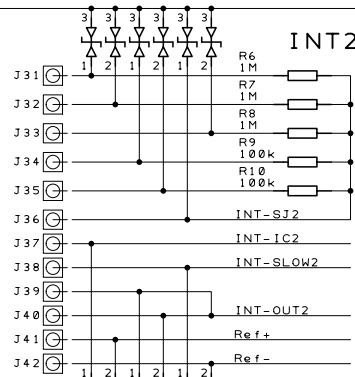 3 3 3 3 3 3
INT2
1 2 1 2 1 2
R6
J31 1M
R7
J32 1M
R8
J33 1M
R9
J34 100k
R10
J35 100k
J36 INT-SJ2
J37 INT-IC2
J38 INT-SLOW2
J39
J40 INT-OUT2
J41 Ref+
J42 Ref-
1 2 1 2 1 2